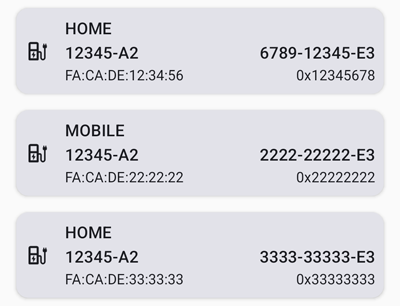 HOME
12345-A2 6789-12345-E3
FA:CA:DE:12:34:56 0x12345678
MOBILE
12345-A2 2222-22222-E3
FA:CA:DE:22:22:22 0x22222222
HOME
12345-A2 3333-33333-E3
FA:CA:DE:33:33:33 0x33333333